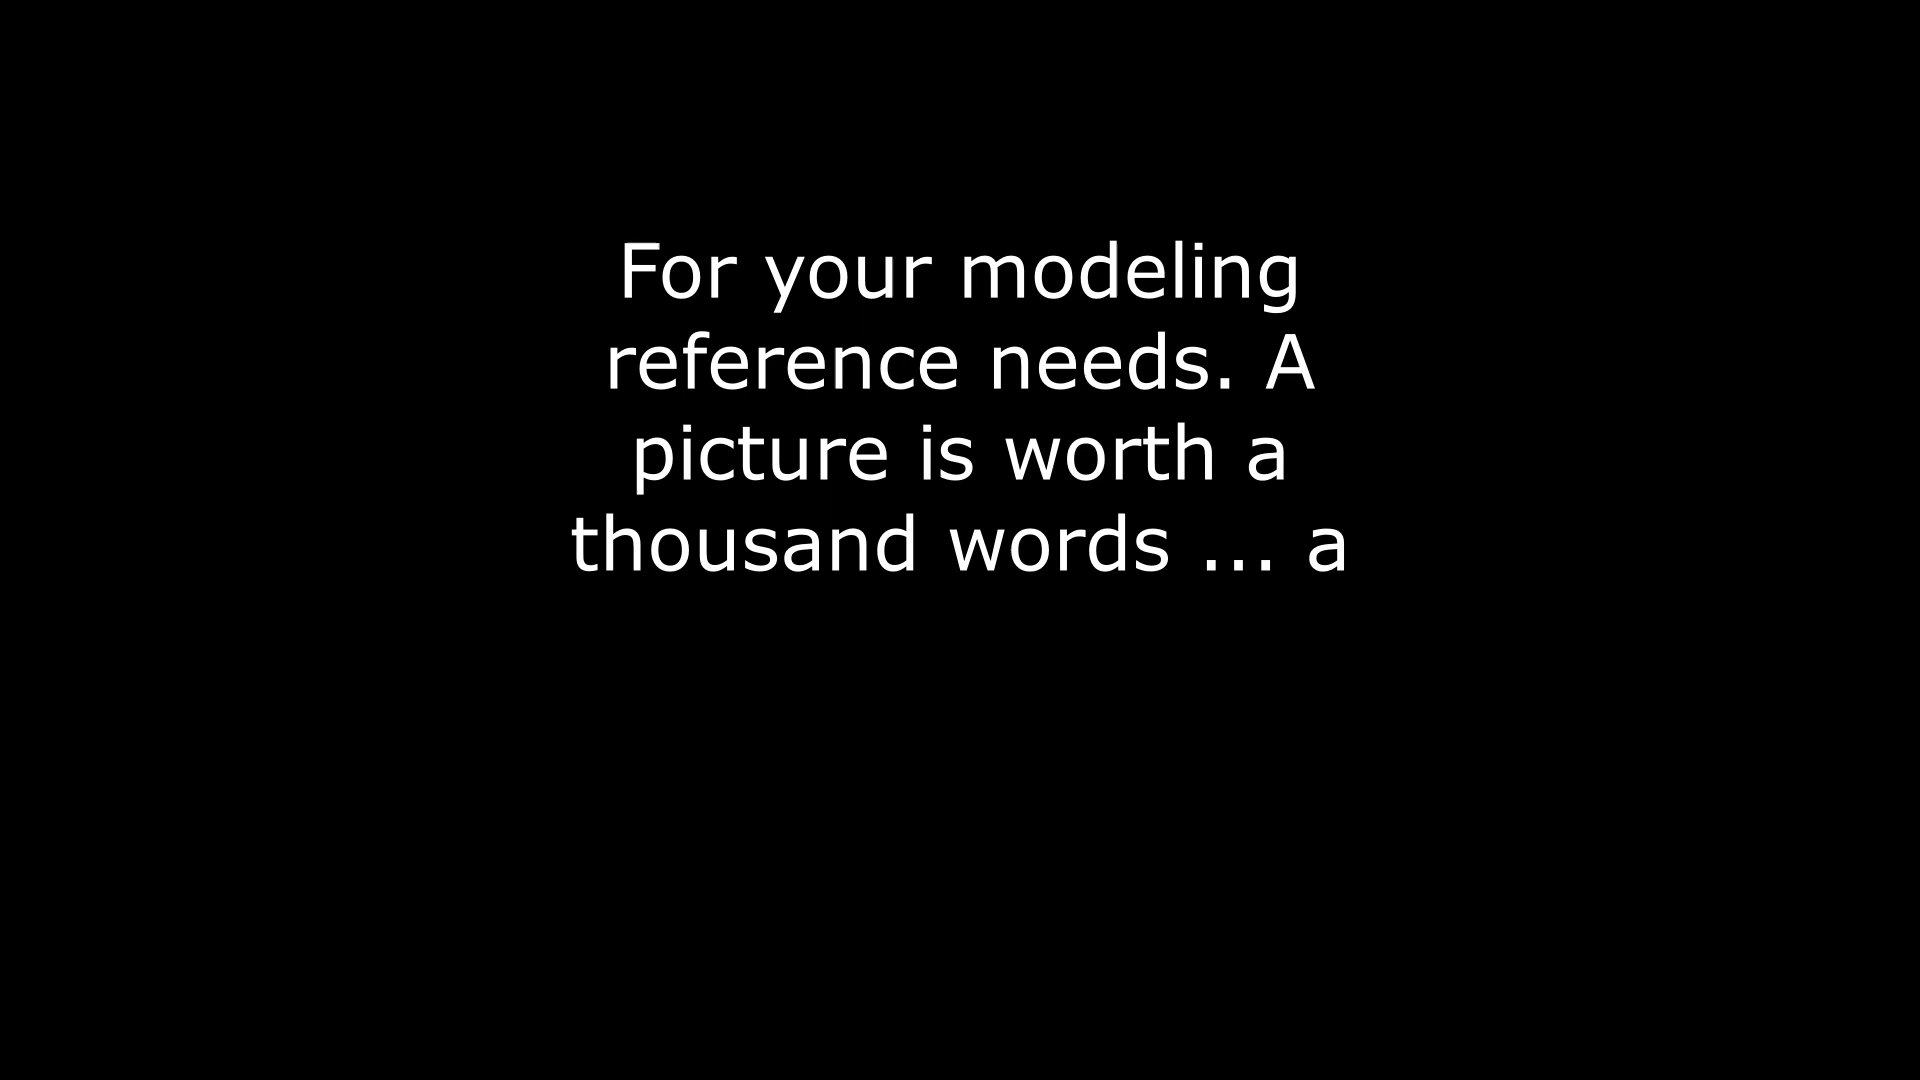 For your modeling
reference needs. A
picture is worth a
thousand words ... a